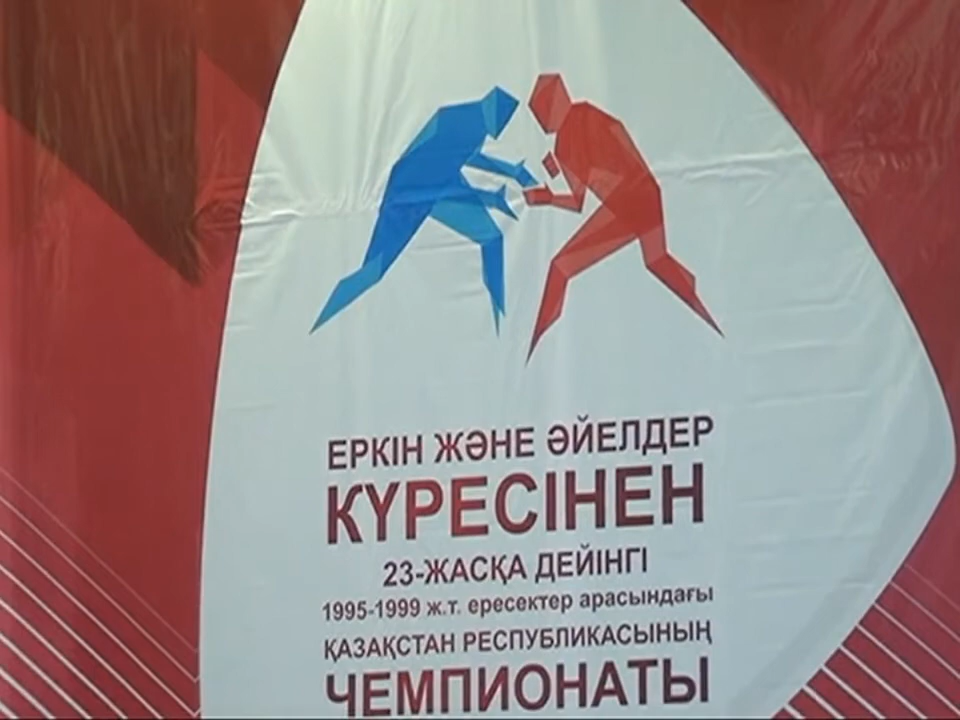 ЕРКІН ЖӘНЕ ӘЙЕЛДЕР
КҮРЕСІНЕН
23-ЖАСҚА ДЕЙІНГІ
1995-1999 ж.т. ересектер арасындағы
ҚАЗАҚСТАН РЕСПУБЛИКАСЫНЫҢ
ЧЕМПИОНАТЫ